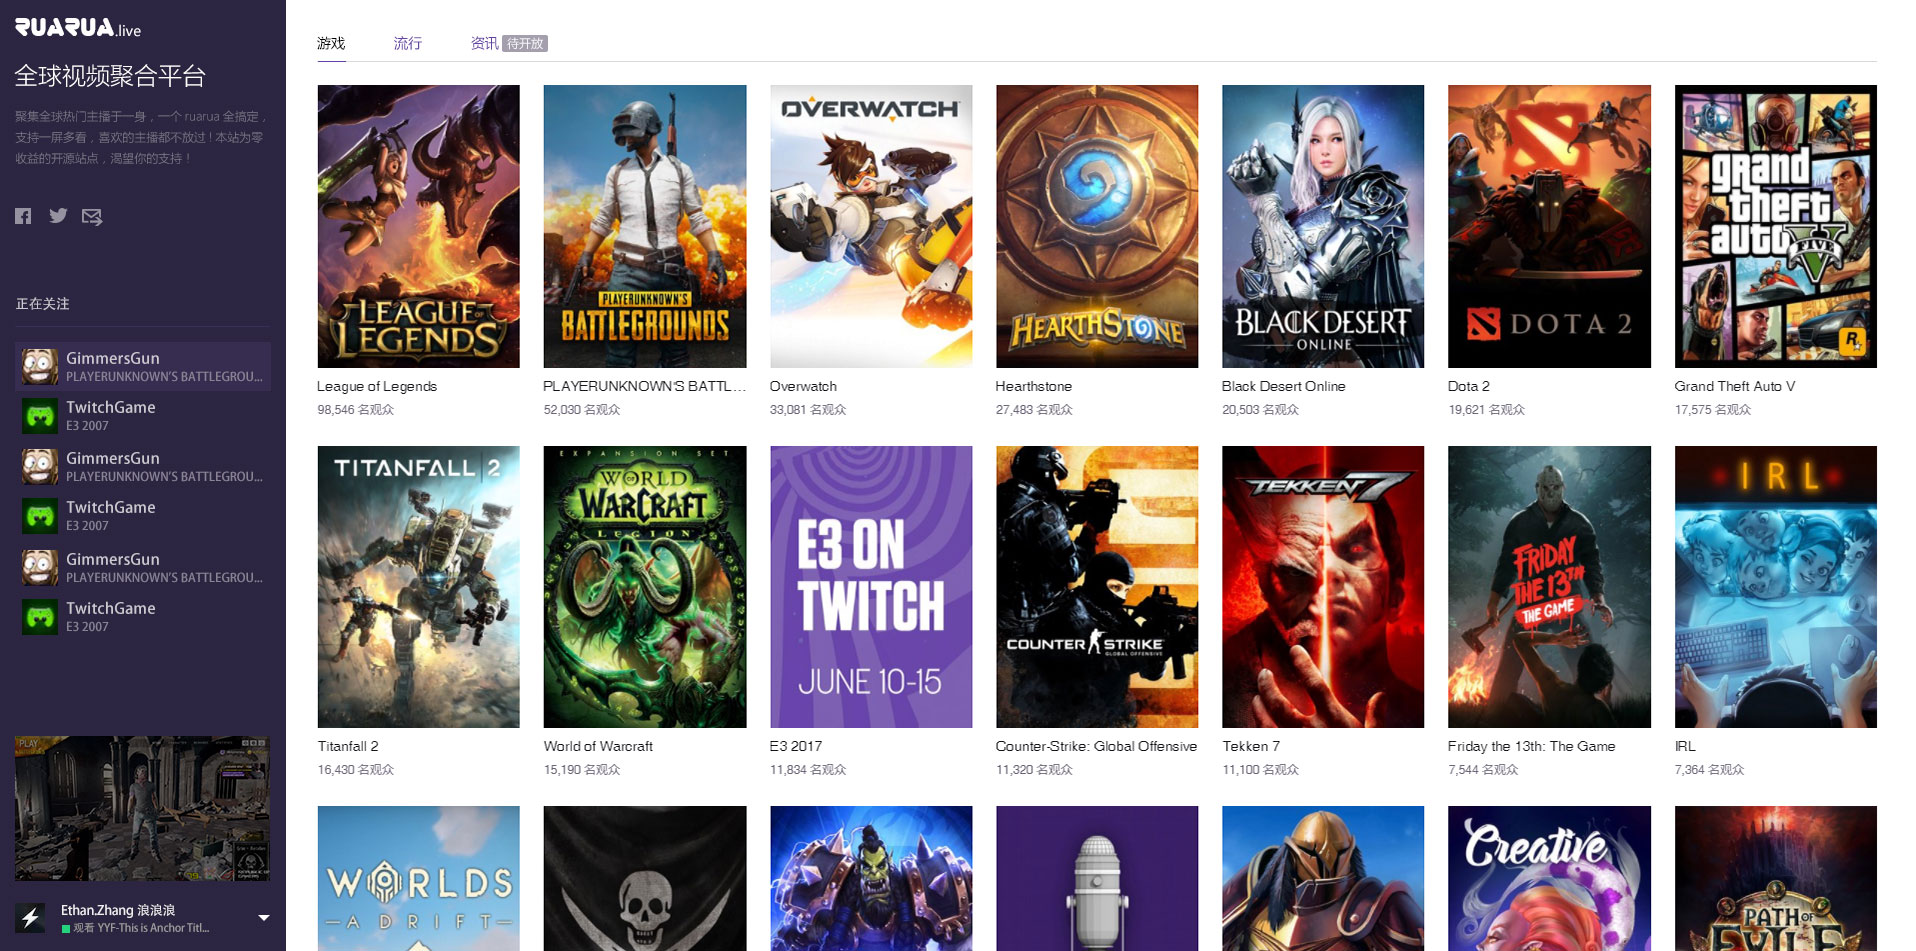 RUARUA.live
全球视频聚合平台
聚集全球热门主播于一身，一个 ruarua 全搞定，
支持一屏多看，喜欢的主播都不放过！本站为零
收益的开源站点，渴望你的支持！
正在关注
GimmersGun
PLAYERUNKNOWN'S BATTLEGROU...
TwitchGame
E3 2007
GimmersGun
PLAYERUNKNOWN'S BATTLEGROU...
TwitchGame
E3 2007
GimmersGun
PLAYERUNKNOWN'S BATTLEGROU...
TwitchGame
E3 2007
PLAY
Ethan.Zhang 浪浪浪
观看 YYF-This is Anchor Titl...
游戏 流行 资讯 待开放
LEAGUE OF
LEGENDS
PLAYERUNKNOWN'S
BATTLEGROUNDS
OVERWATCH
HEARTHSTONE
BLACK DESERT
ONLINE
DOTA 2
grand
theft
auto
V
FIVE
R
League of Legends
98,546 名观众
PLAYERUNKNOWN'S BATTL...
52,030 名观众
Overwatch
33,081 名观众
Hearthstone
27,483 名观众
Black Desert Online
20,503 名观众
Dota 2
19,621 名观众
Grand Theft Auto V
17,575 名观众
TITANFALL 2
EXPANSION SET
WORLD
OF
WARCRAFT
LEGION
E3 ON
TWITCH
JUNE 10-15
COUNTER STRIKE
GLOBAL OFFENSIVE
TEKKEN 7
FRIDAY
THE 13TH
THE GAME
IRL
Titanfall 2
16,430 名观众
World of Warcraft
15,190 名观众
E3 2017
11,834 名观众
Counter-Strike: Global Offensive
11,320 名观众
Tekken 7
11,100 名观众
Friday the 13th: The Game
7,544 名观众
IRL
7,364 名观众
WORLDS
ADRIFT
Creative
PATH OF
EXILE